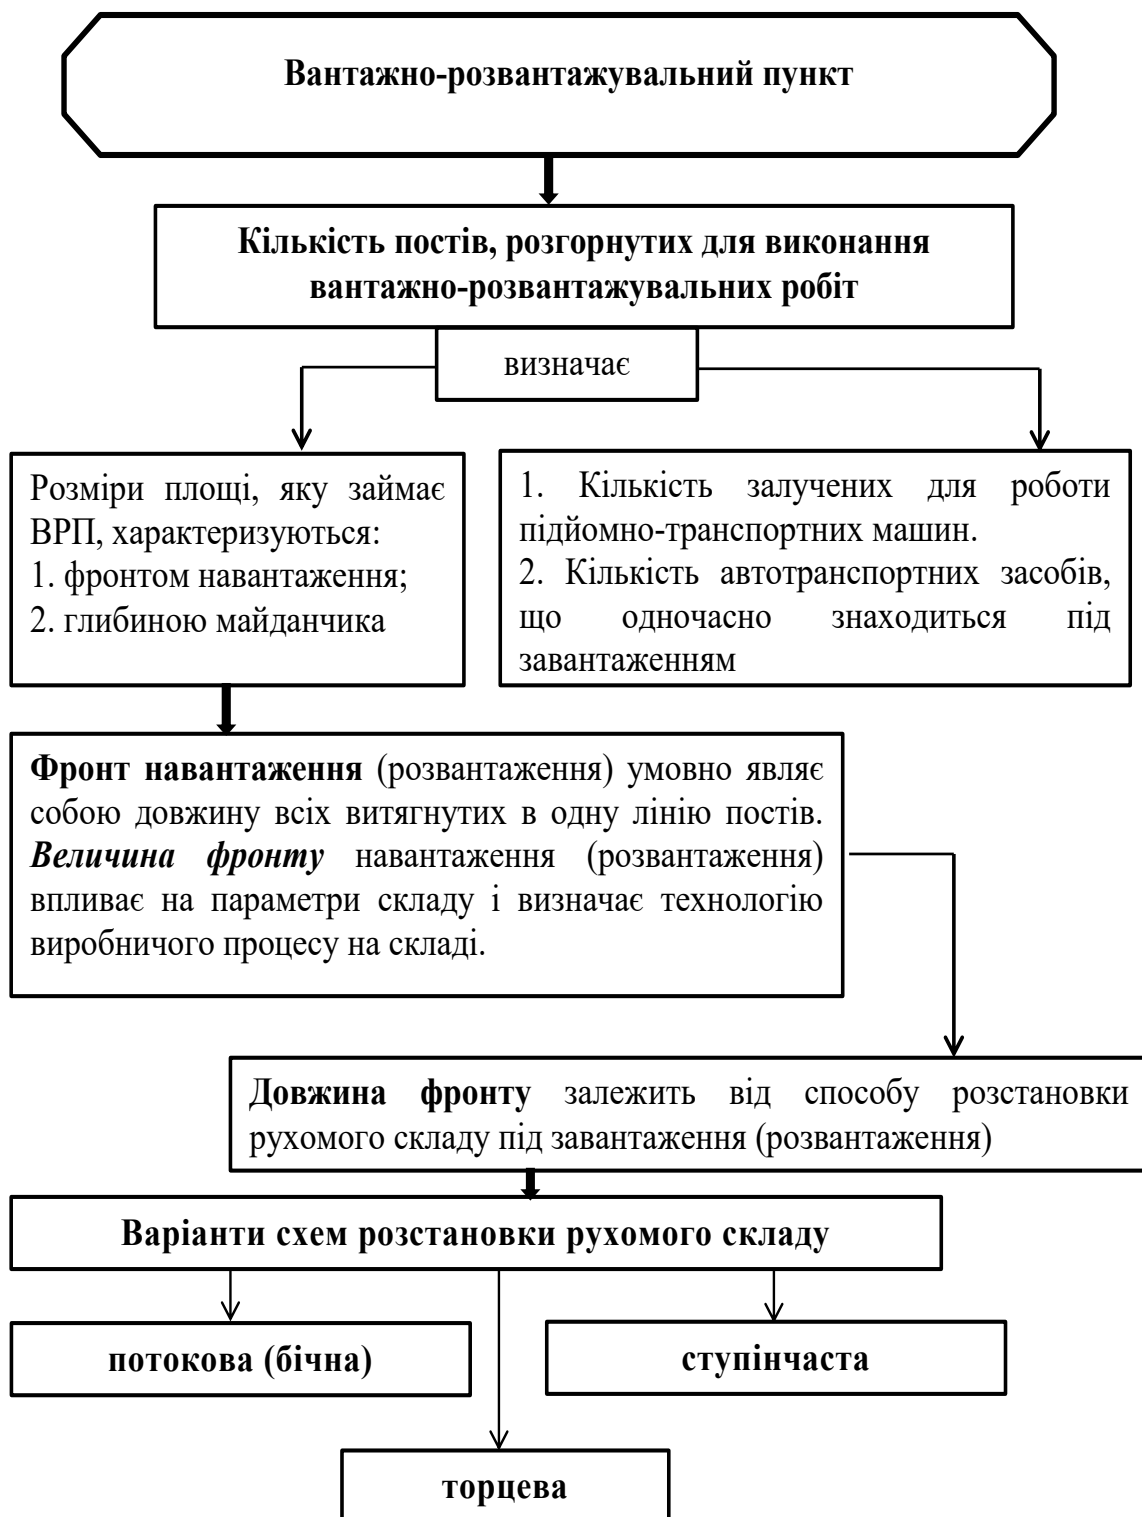 Вантажно-розвантажувальний пункт
Кількість постів, розгорнутих для виконання
вантажно-розвантажувальних робіт
визначає
Розміри площі, яку займає
ВРП, характеризуються:
1. фронтом навантаження;
2. глибиною майданчика
1. Кількість залучених для роботи
підйомно-транспортних машин.
2. Кількість автотранспортних засобів,
що одночасно знаходиться під
завантаженням
Фронт навантаження (розвантаження) умовно являє
собою довжину всіх витягнутих в одну лінію постів.
Величина фронту навантаження (розвантаження)
впливає на параметри складу і визначає технологію
виробничого процесу на складі.
Довжина фронту залежить від способу розстановки
рухомого складу під завантаження (розвантаження)
Варіанти схем розстановки рухомого складу
потокова (бічна)
ступінчаста
торцева